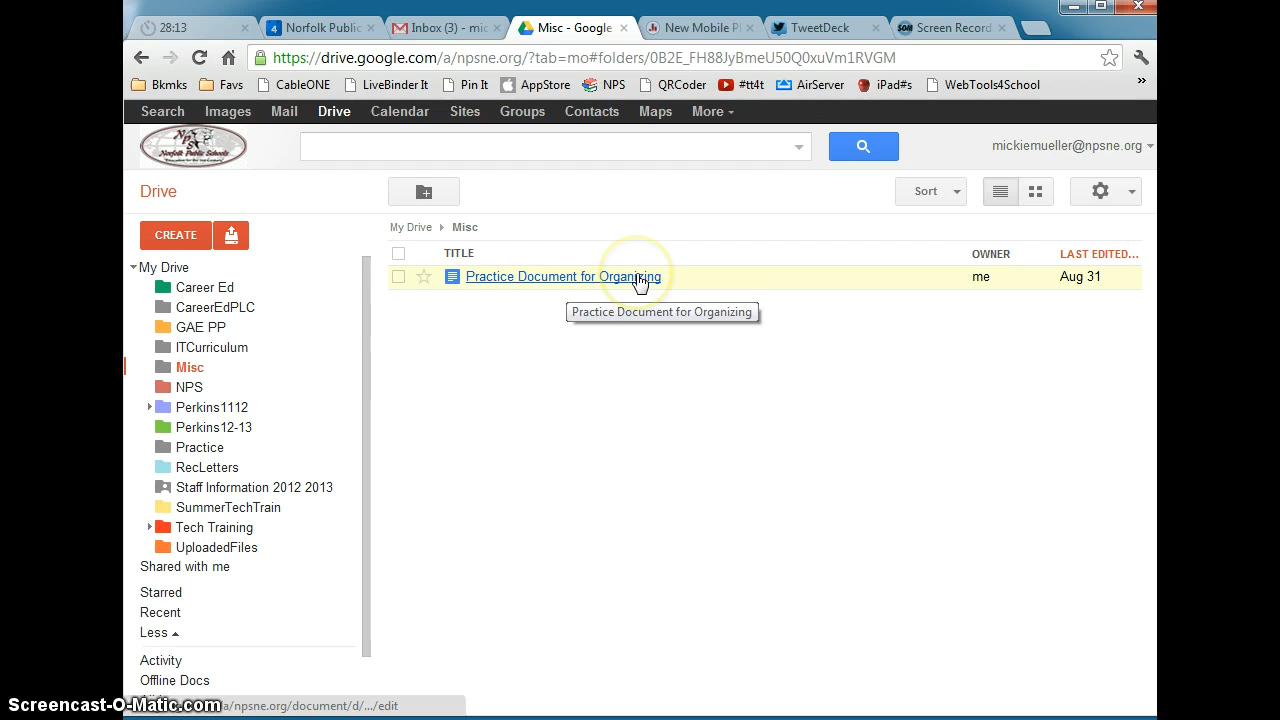 28:13
Norfolk Public
Inbox (3) - mic
Misc - Google
New Mobile Pl
TweetDeck
Screen Record
https://drive.google.com/a/npsne.org/?tab=mo#folders/0B2E_FH88JyBmeU50Q0xuVm1RVGM
Bkmks Favs CableONE LiveBinder It Pin It AppStore NPS QRCoder #tt4t AirServer iPad#s WebTools4School »
Search Images Mail Drive Calendar Sites Groups Contacts Maps More
NPS
Norfolk Public Schools
mickiemueller@npsne.org
Drive
Sort
CREATE
My Drive Misc
TITLE OWNER LAST EDITED...
Practice Document for Organizing me Aug 31
Practice Document for Organizing
My Drive
Career Ed
CareerEdPLC
GAE PP
ITCurriculum
Misc
NPS
Perkins1112
Perkins12-13
Practice
RecLetters
Staff Information 2012 2013
SummerTechTrain
Tech Training
UploadedFiles
Shared with me
Starred
Recent
Less
Activity
Offline Docs
Screencast-O-Matic.com
/a/npsne.org/document/d/.../edit